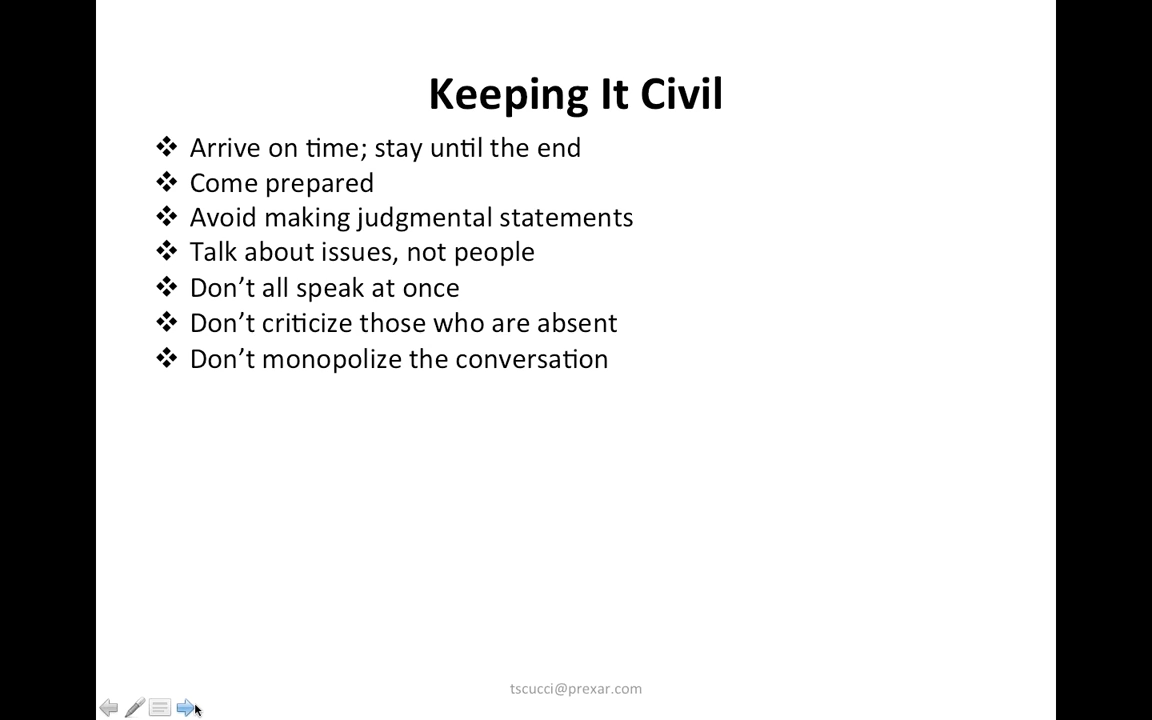 Keeping It Civil
❖ Arrive on time; stay until the end
❖ Come prepared
❖ Avoid making judgmental statements
❖ Talk about issues, not people
❖ Don’t all speak at once
❖ Don’t criticize those who are absent
❖ Don’t monopolize the conversation
tscucci@prexar.com